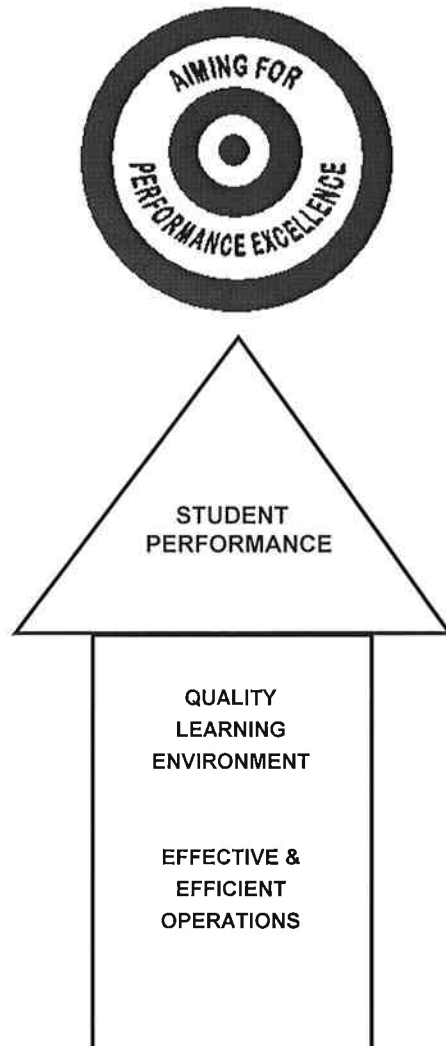 AIMING FOR
PERFORMANCE EXCELLENCE
STUDENT
PERFORMANCE
QUALITY
LEARNING
ENVIRONMENT
EFFECTIVE &
EFFICIENT
OPERATIONS